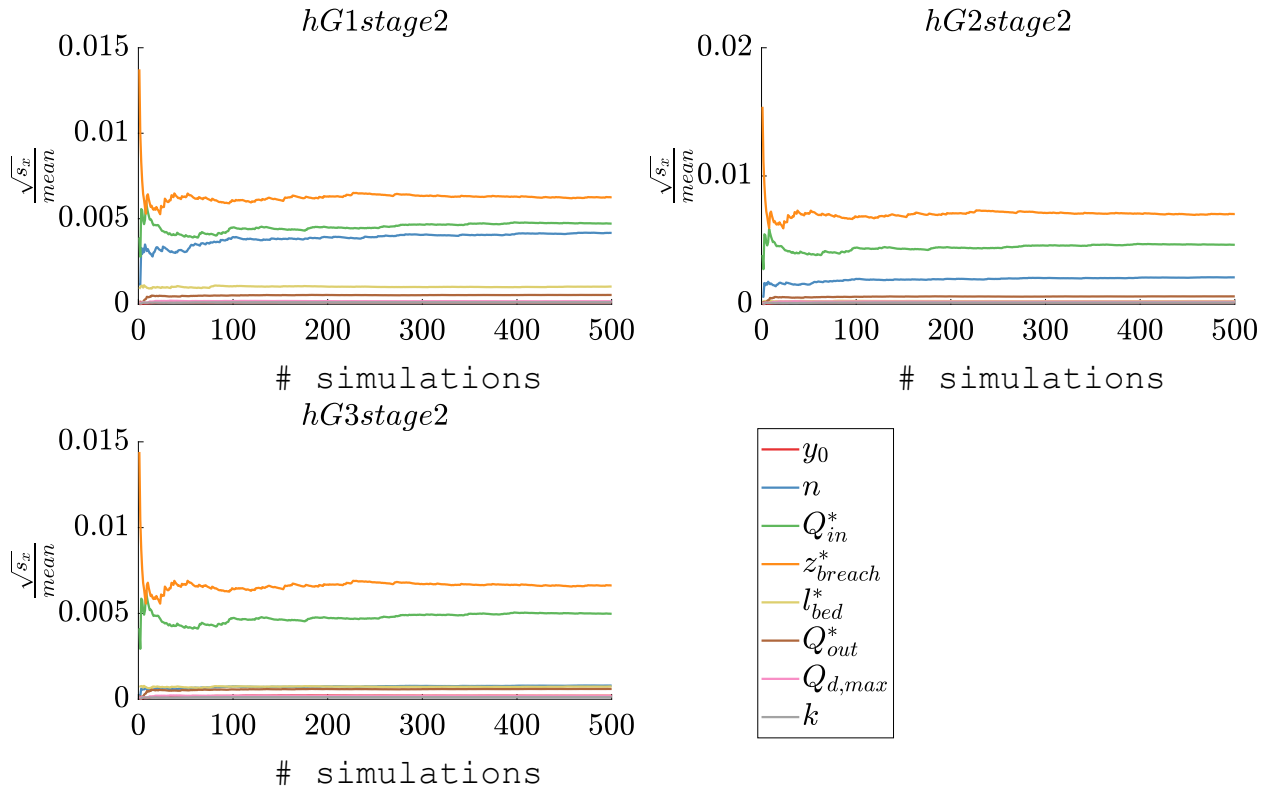 hG1stage2
0.015
0.01
0.005
0
√s_x / mean
0 100 200 300 400 500
# simulations
hG2stage2
0.02
0.01
0
√s_x / mean
0 100 200 300 400 500
# simulations
hG3stage2
0.015
0.01
0.005
0
√s_x / mean
0 100 200 300 400 500
# simulations
y_0
n
Q*_in
z*_breach
l*_bed
Q*_out
Q_d,max
k